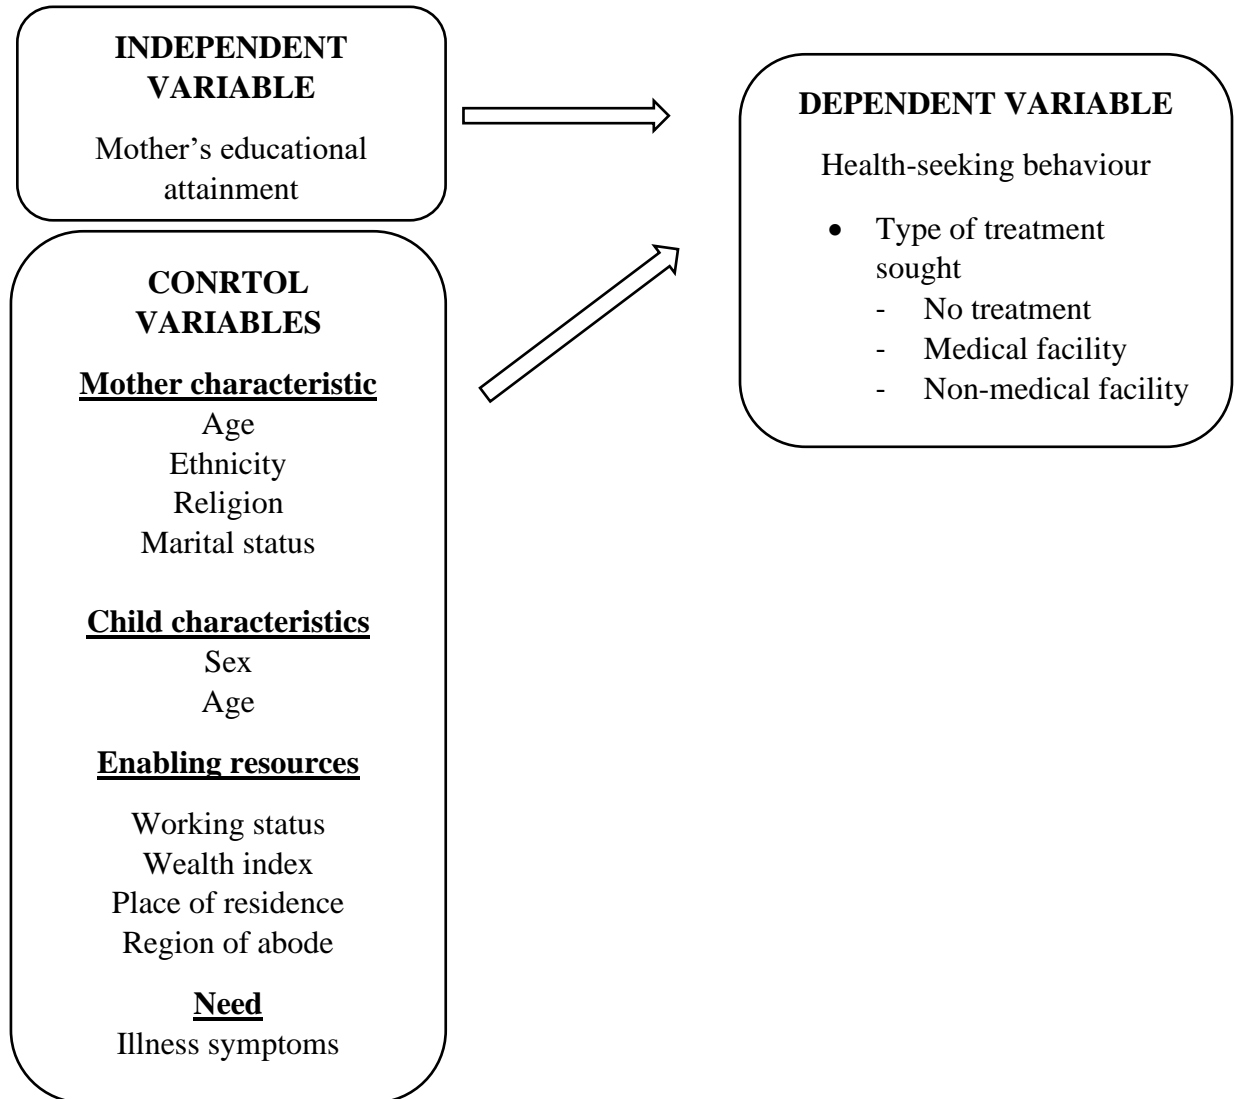 INDEPENDENT
VARIABLE
Mother’s educational
attainment
CONRTOL
VARIABLES
Mother characteristic
Age
Ethnicity
Religion
Marital status
Child characteristics
Sex
Age
Enabling resources
Working status
Wealth index
Place of residence
Region of abode
Need
Illness symptoms
DEPENDENT VARIABLE
Health-seeking behaviour
• Type of treatment
sought
- No treatment
- Medical facility
- Non-medical facility